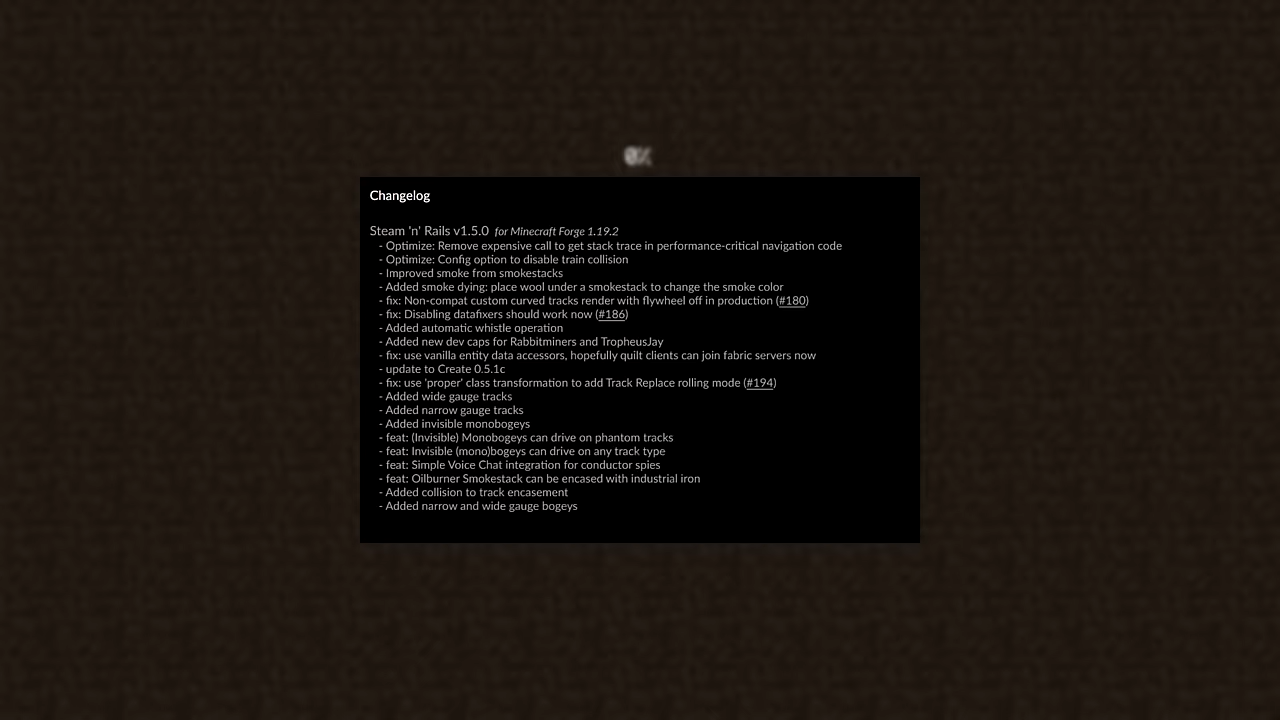 0%
Changelog
Steam 'n' Rails v1.5.0 for Minecraft Forge 1.19.2
- Optimize: Remove expensive call to get stack trace in performance-critical navigation code
- Optimize: Config option to disable train collision
- Improved smoke from smokestacks
- Added smoke dying: place wool under a smokestack to change the smoke color
- fix: Non-compat custom curved tracks render with flywheel off in production (#180)
- fix: Disabling datafixers should work now (#186)
- Added automatic whistle operation
- Added new dev caps for Rabbitminers and TropheusJay
- fix: use vanilla entity data accessors, hopefully quilt clients can join fabric servers now
- update to Create 0.5.1c
- fix: use 'proper' class transformation to add Track Replace rolling mode (#194)
- Added wide gauge tracks
- Added narrow gauge tracks
- Added invisible monobogeys
- feat: (Invisible) Monobogeys can drive on phantom tracks
- feat: Invisible (mono)bogeys can drive on any track type
- feat: Simple Voice Chat integration for conductor spies
- feat: Oilburner Smokestack can be encased with industrial iron
- Added collision to track encasement
- Added narrow and wide gauge bogeys